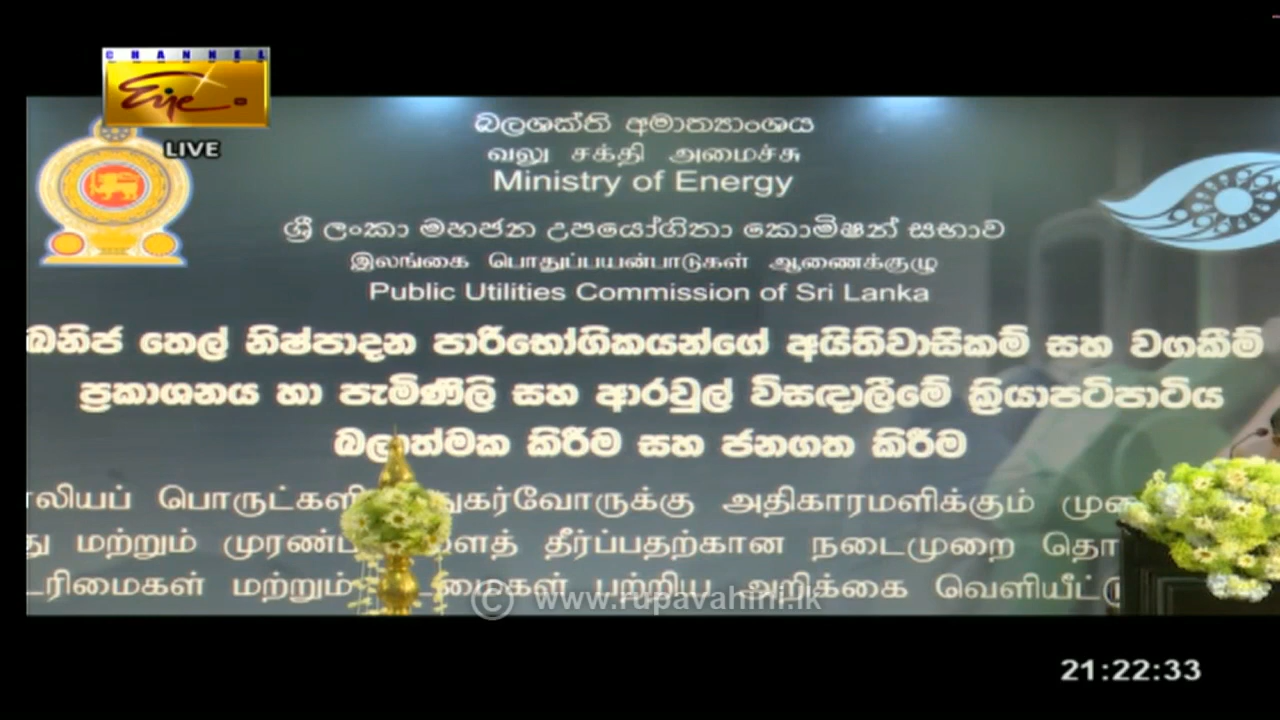 CHANNEL
Eye
LIVE
බලශක්ති අමාත්‍යාංශය
வலு சக்தி அமைச்சு
Ministry of Energy
ශ්‍රී ලංකා මහජන උපයෝගිතා කොමිෂන් සභාව
இலங்கை பொதுப்பயன்பாடுகள் ஆணைக்குழு
Public Utilities Commission of Sri Lanka
ඛනිජ තෙල් නිෂ්පාදන පාරිභෝගිකයන්ගේ අයිතිවාසිකම් සහ වගකීම්
ප්‍රකාශනය හා පැමිණිලි සහ ආරවුල් විසඳාලීමේ ක්‍රියාපටිපාටිය
බලාත්මක කිරීම සහ ජනගත කිරීම
அதிகாரமளிக்கும்
மற்றும் தீர்ப்பதற்கான நடைமுறை
மற்றும் பற்றிய அறிக்கை
© www.rupavahini.lk
21:22:33